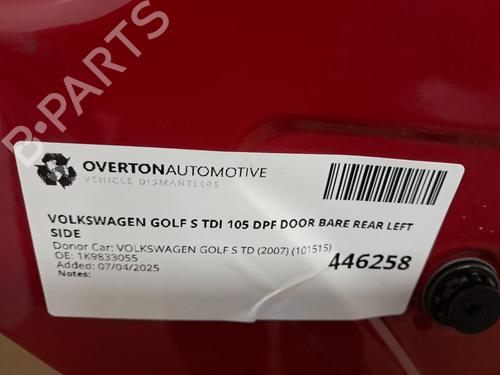 B-PARTS
OVERTONAUTOMOTIVE
VEHICLE DISMANTLERS
VOLKSWAGEN GOLF S TDI 105 DPF DOOR BARE REAR LEFT
SIDE
Donor Car: VOLKSWAGEN GOLF S TD (2007) (101515)
OE: 1K9833055
Added: 07/04/2025
Notes:
446258